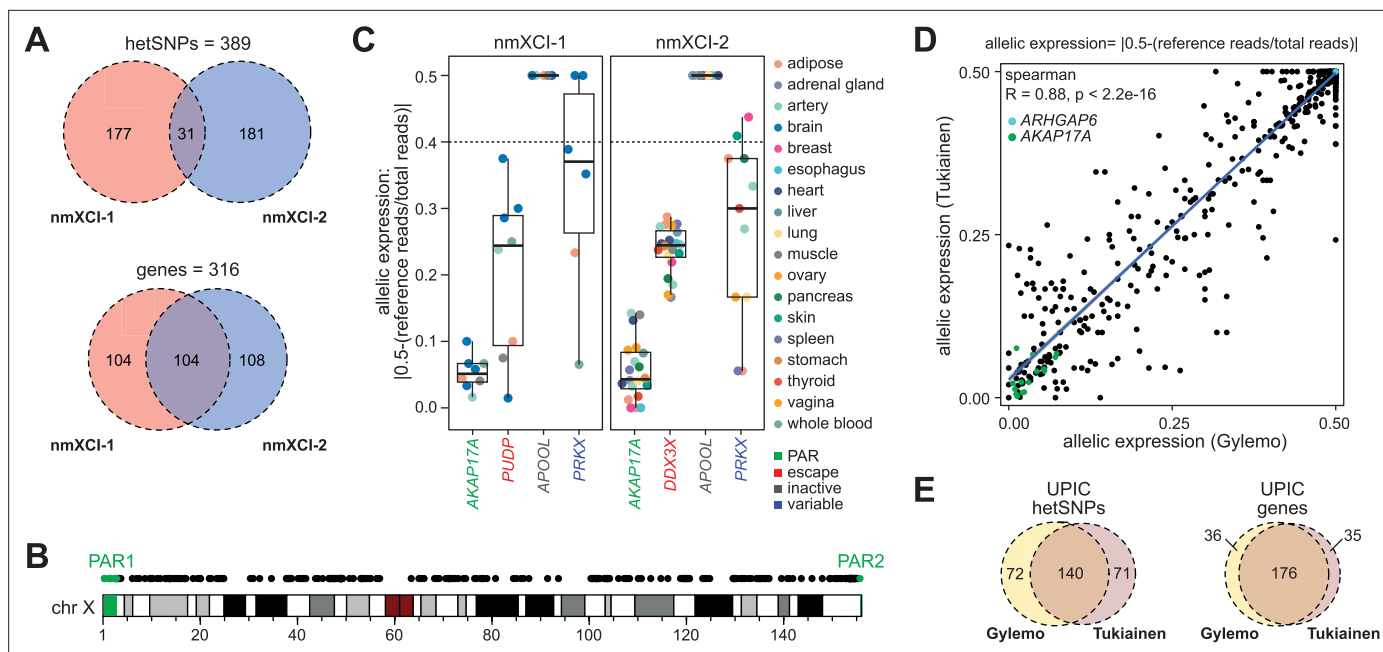 A
hetSNPs = 389
177
31
181
nmXCI-1
nmXCI-2
genes = 316
104
104
108
nmXCI-1
nmXCI-2
C
nmXCI-1
nmXCI-2
allelic expression:
|0.5-(reference reads/total reads)|
0.5
0.4
0.3
0.2
0.1
0.0
AKAP17A
PUDP
APOOL
PRKX
AKAP17A
DDX3X
APOOL
PRKX
adipose
adrenal gland
artery
brain
breast
esophagus
heart
liver
lung
muscle
ovary
pancreas
skin
spleen
stomach
thyroid
vagina
whole blood
PAR
escape
inactive
variable
D
allelic expression= |0.5-(reference reads/total reads)|
spearman
R = 0.88, p < 2.2e-16
ARHGAP6
AKAP17A
allelic expression (Tukiainen)
0.50
0.25
0.00
0.00
0.25
0.50
allelic expression (Gylemo)
B
PAR1
PAR2
chr X
1
20
40
60
80
100
120
140
E
UPIC
hetSNPs
72
140
71
Gylemo
Tukiainen
UPIC
genes
36
35
176
Gylemo
Tukiainen